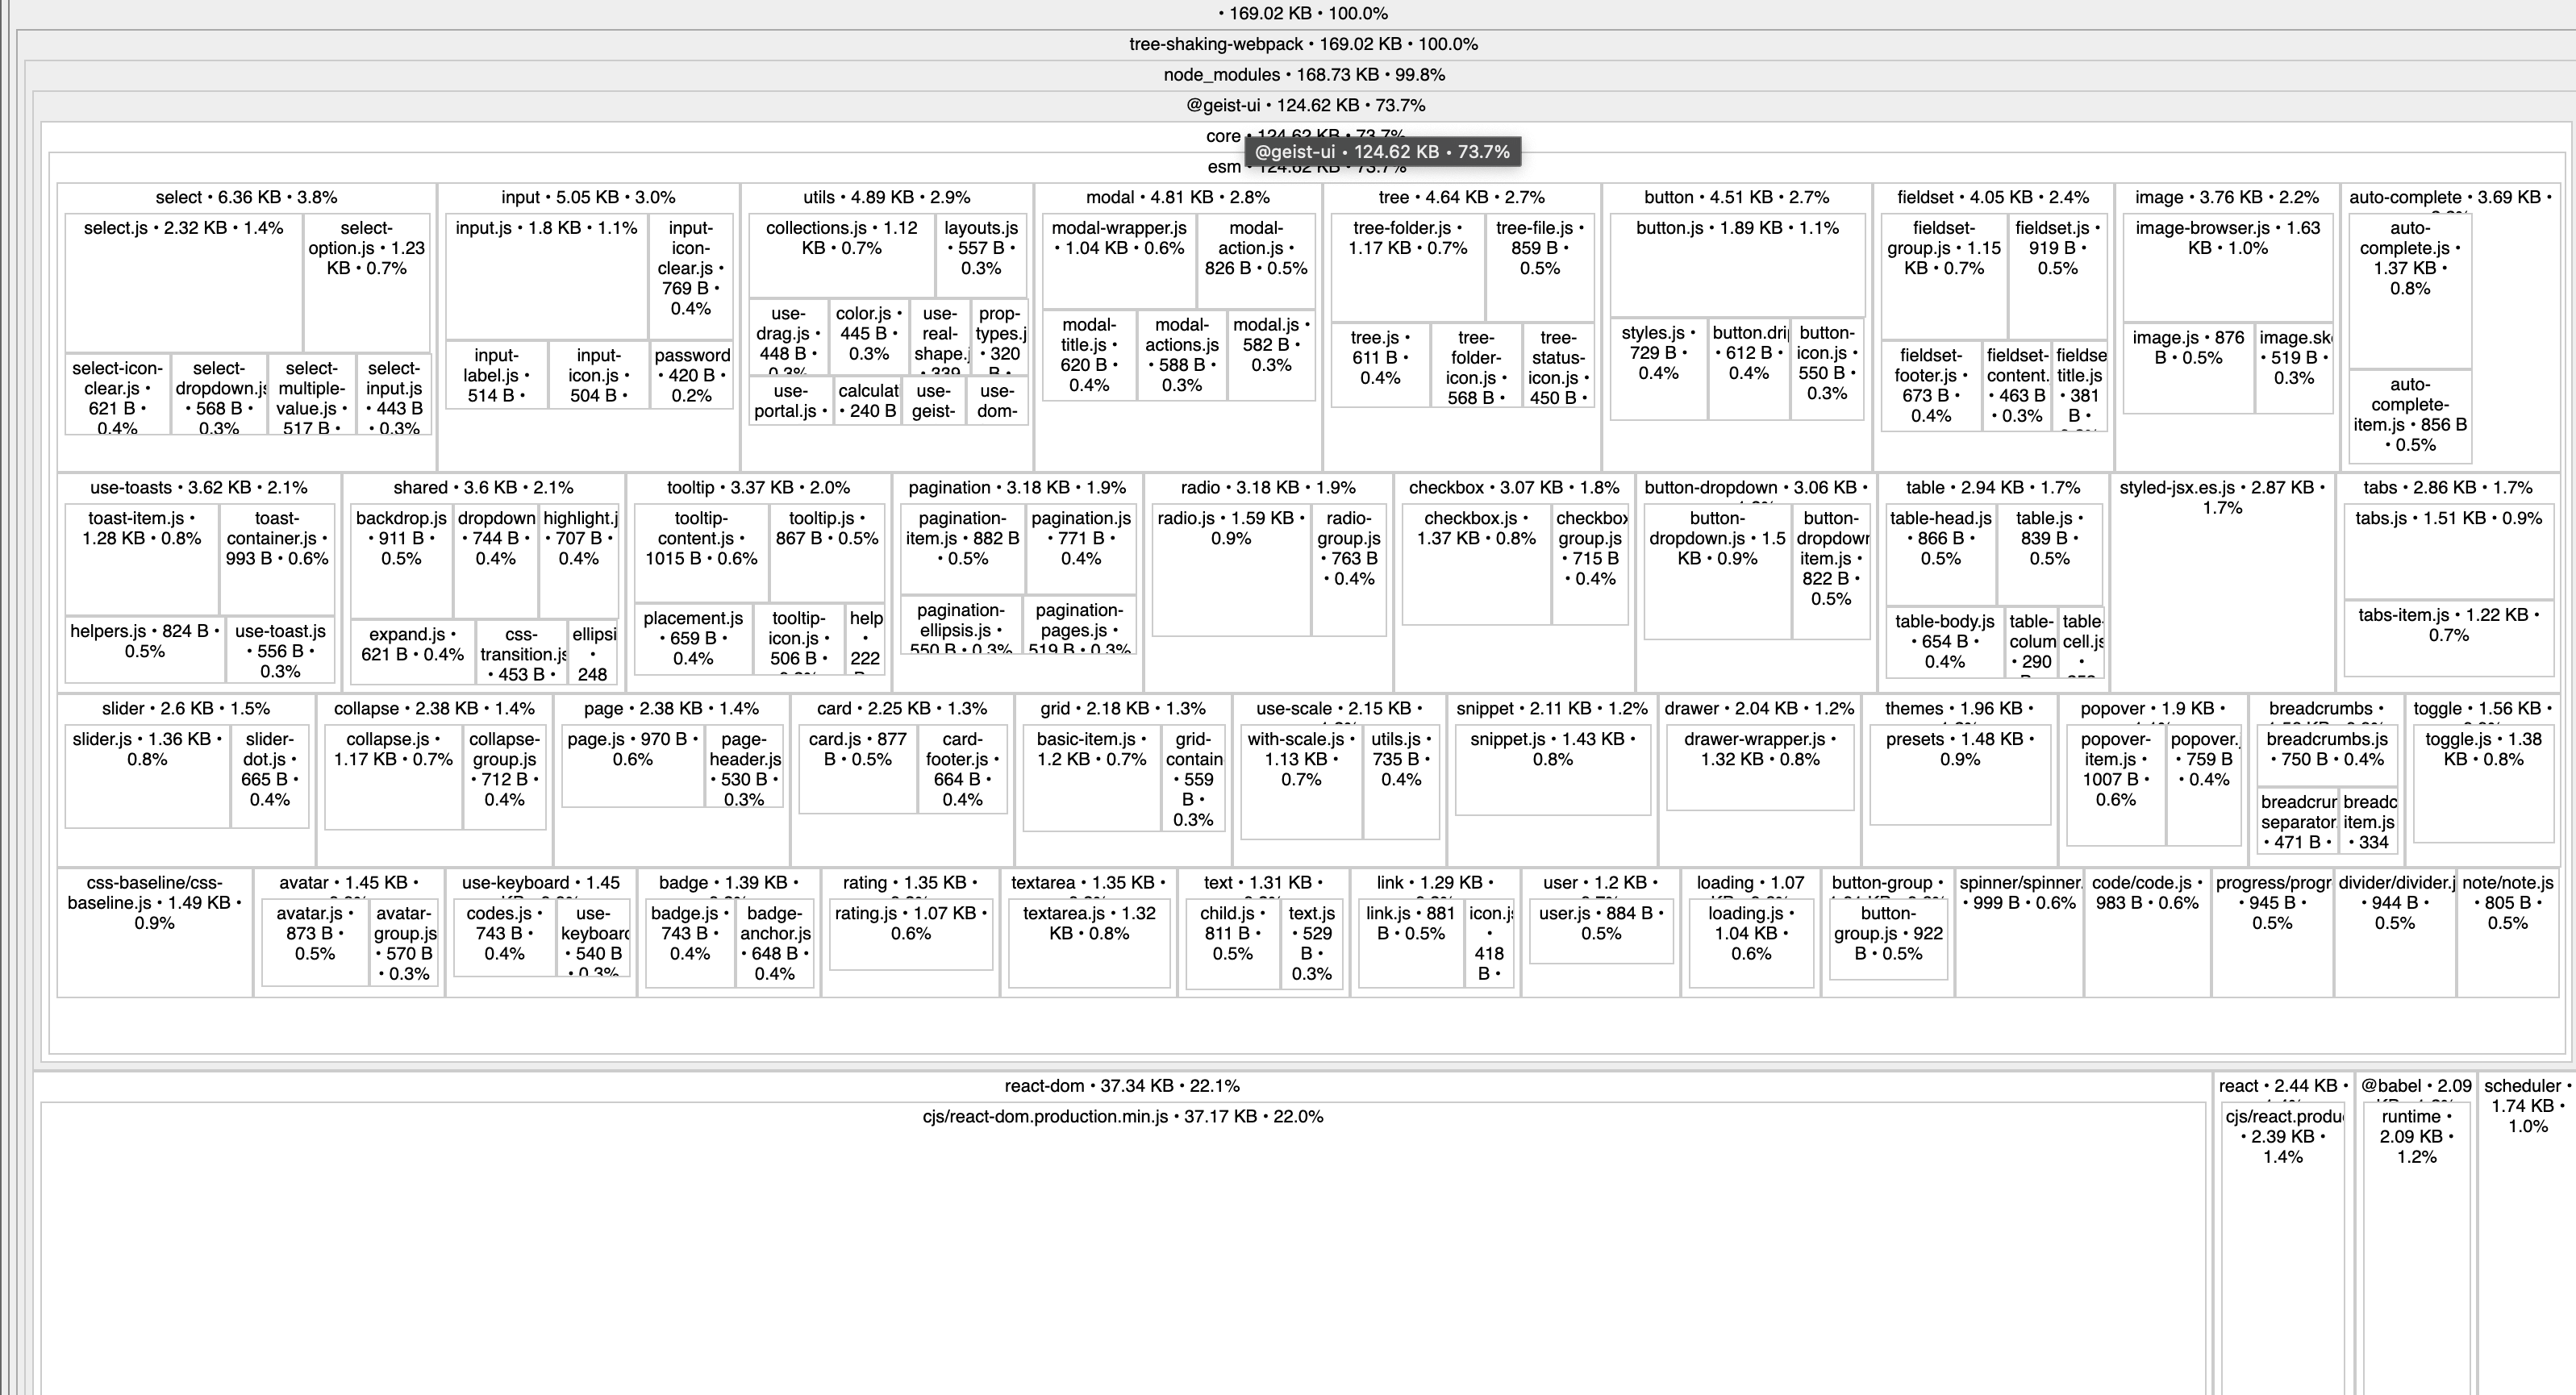 • 169.02 KB • 100.0%
tree-shaking-webpack • 169.02 KB • 100.0%
node_modules • 168.73 KB • 99.8%
@geist-ui • 124.62 KB • 73.7%
core • 124.62 KB • 73.7%
@geist-ui • 124.62 KB • 73.7%
esm • 124.62 KB • 73.7%
select • 6.36 KB • 3.8%
select.js • 2.32 KB • 1.4%
select-
option.js • 1.23
KB • 0.7%
select-icon-
clear.js •
621 B •
0.4%
select-
dropdown.js
• 568 B •
0.3%
select-
multiple-
value.js •
517 B •
select-
input.js
• 443 B
• 0.3%
input • 5.05 KB • 3.0%
input.js • 1.8 KB • 1.1%
input-
icon-
clear.js •
769 B •
0.4%
input-
label.js •
514 B •
input-
icon.js •
504 B •
password
• 420 B •
0.2%
utils • 4.89 KB • 2.9%
collections.js • 1.12
KB • 0.7%
layouts.js
• 557 B •
0.3%
use-
drag.js •
448 B •
0.3%
color.js •
445 B •
0.3%
use-
real-
shape.j
• 339
prop-
types.j
• 320
B •
use-
portal.js •
calculat
• 240 B
use-
geist-
use-
dom-
modal • 4.81 KB • 2.8%
modal-wrapper.js
• 1.04 KB • 0.6%
modal-
action.js •
826 B • 0.5%
modal-
title.js •
620 B •
0.4%
modal-
actions.js
• 588 B •
0.3%
modal.js •
582 B •
0.3%
tree • 4.64 KB • 2.7%
tree-folder.js •
1.17 KB • 0.7%
tree-file.js •
859 B •
0.5%
tree.js •
611 B •
0.4%
tree-
folder-
icon.js •
568 B •
tree-
status-
icon.js •
450 B •
button • 4.51 KB • 2.7%
button.js • 1.89 KB • 1.1%
styles.js •
729 B •
0.4%
button.dri
• 612 B •
0.4%
button-
icon.js •
550 B •
0.3%
fieldset • 4.05 KB • 2.4%
fieldset-
group.js • 1.15
KB • 0.7%
fieldset.js •
919 B •
0.5%
fieldset-
footer.js •
673 B •
0.4%
fieldset-
content.
• 463 B
• 0.3%
fieldse
title.js
• 381
B •
image • 3.76 KB • 2.2%
image-browser.js • 1.63
KB • 1.0%
image.js • 876
B • 0.5%
image.sk
• 519 B •
0.3%
auto-complete • 3.69 KB •
auto-
complete.js •
1.37 KB •
0.8%
auto-
complete-
item.js • 856 B
• 0.5%
use-toasts • 3.62 KB • 2.1%
toast-item.js •
1.28 KB • 0.8%
toast-
container.js •
993 B • 0.6%
helpers.js • 824 B •
0.5%
use-toast.js
• 556 B •
0.3%
shared • 3.6 KB • 2.1%
backdrop.js
• 911 B •
0.5%
dropdown
• 744 B •
0.4%
highlight.j
• 707 B •
0.4%
expand.js •
621 B • 0.4%
css-
transition.js
• 453 B •
ellipsi
•
248
tooltip • 3.37 KB • 2.0%
tooltip-
content.js •
1015 B • 0.6%
tooltip.js •
867 B • 0.5%
placement.js
• 659 B •
0.4%
tooltip-
icon.js •
506 B •
help
•
222
pagination • 3.18 KB • 1.9%
pagination-
item.js • 882 B
• 0.5%
pagination.js
• 771 B •
0.4%
pagination-
ellipsis.js •
550 B • 0.3%
pagination-
pages.js •
519 B • 0.3%
radio • 3.18 KB • 1.9%
radio.js • 1.59 KB •
0.9%
radio-
group.js
• 763 B
• 0.4%
checkbox • 3.07 KB • 1.8%
checkbox.js •
1.37 KB • 0.8%
checkbox
group.js
• 715 B
• 0.4%
button-dropdown • 3.06 KB •
button-
dropdown.js • 1.5
KB • 0.9%
button-
dropdown
item.js •
822 B •
0.5%
table • 2.94 KB • 1.7%
table-head.js
• 866 B •
0.5%
table.js •
839 B •
0.5%
table-body.js
• 654 B •
0.4%
table-
colum
• 290
table-
cell.js
•
styled-jsx.es.js • 2.87 KB •
1.7%
tabs • 2.86 KB • 1.7%
tabs.js • 1.51 KB • 0.9%
tabs-item.js • 1.22 KB •
0.7%
slider • 2.6 KB • 1.5%
slider.js • 1.36 KB •
0.8%
slider-
dot.js •
665 B •
0.4%
collapse • 2.38 KB • 1.4%
collapse.js •
1.17 KB • 0.7%
collapse-
group.js
• 712 B •
0.4%
page • 2.38 KB • 1.4%
page.js • 970 B •
0.6%
page-
header.js
• 530 B •
0.3%
card • 2.25 KB • 1.3%
card.js • 877
B • 0.5%
card-
footer.js •
664 B •
0.4%
grid • 2.18 KB • 1.3%
basic-item.js •
1.2 KB • 0.7%
grid-
contain
• 559
B •
0.3%
use-scale • 2.15 KB •
with-scale.js •
1.13 KB •
0.7%
utils.js •
735 B •
0.4%
snippet • 2.11 KB • 1.2%
snippet.js • 1.43 KB •
0.8%
drawer • 2.04 KB • 1.2%
drawer-wrapper.js •
1.32 KB • 0.8%
themes • 1.96 KB •
presets • 1.48 KB •
0.9%
popover • 1.9 KB •
popover-
item.js •
1007 B •
0.6%
popover.
• 759 B
• 0.4%
breadcrumbs •
breadcrumbs.js
• 750 B • 0.4%
breadcrum
separator
• 471 B •
breadc
item.js
• 334
toggle • 1.56 KB •
toggle.js • 1.38
KB • 0.8%
css-baseline/css-
baseline.js • 1.49 KB •
0.9%
avatar • 1.45 KB •
avatar.js •
873 B •
0.5%
avatar-
group.js
• 570 B
• 0.3%
use-keyboard • 1.45
codes.js •
743 B •
0.4%
use-
keyboard
• 540 B
• 0.3%
badge • 1.39 KB •
badge.js •
743 B •
0.4%
badge-
anchor.js
• 648 B •
0.4%
rating • 1.35 KB •
rating.js • 1.07 KB •
0.6%
textarea • 1.35 KB •
textarea.js • 1.32
KB • 0.8%
text • 1.31 KB •
child.js •
811 B •
0.5%
text.js
• 529
B •
0.3%
link • 1.29 KB •
link.js • 881
B • 0.5%
icon.js
•
418
B •
user • 1.2 KB •
user.js • 884 B •
0.5%
loading • 1.07
loading.js •
1.04 KB •
0.6%
button-group •
button-
group.js • 922
B • 0.5%
spinner/spinner.
• 999 B • 0.6%
code/code.js •
983 B • 0.6%
progress/progr
• 945 B •
0.5%
divider/divider.j
• 944 B •
0.5%
note/note.js
• 805 B •
0.5%
react-dom • 37.34 KB • 22.1%
cjs/react-dom.production.min.js • 37.17 KB • 22.0%
react • 2.44 KB •
cjs/react.produ
• 2.39 KB •
1.4%
@babel • 2.09
runtime •
2.09 KB •
1.2%
scheduler •
1.74 KB •
1.0%